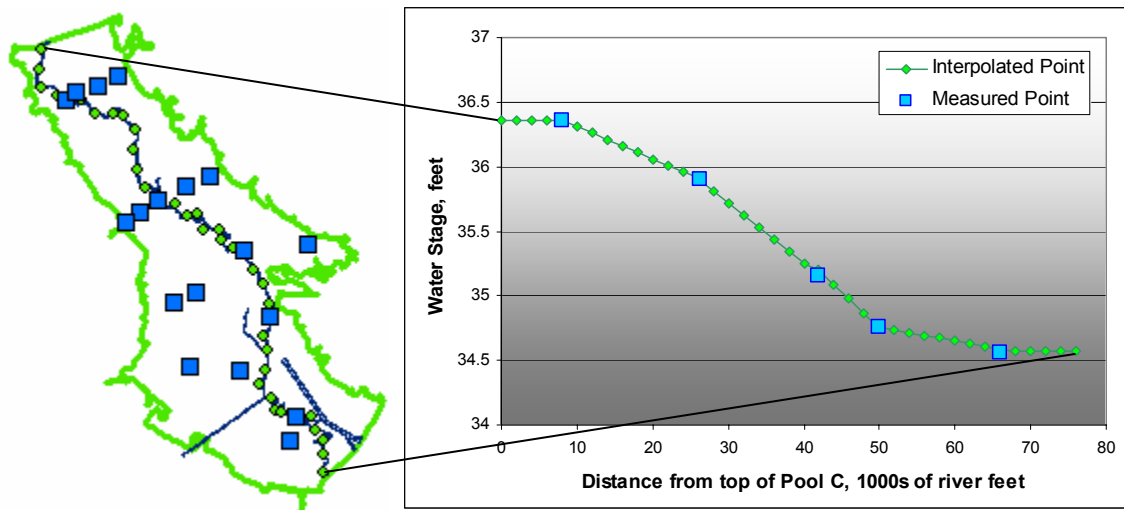 37
36.5
36
35.5
35
34.5
34
Water Stage, feet
Interpolated Point
Measured Point
0 10 20 30 40 50 60 70 80
Distance from top of Pool C, 1000s of river feet